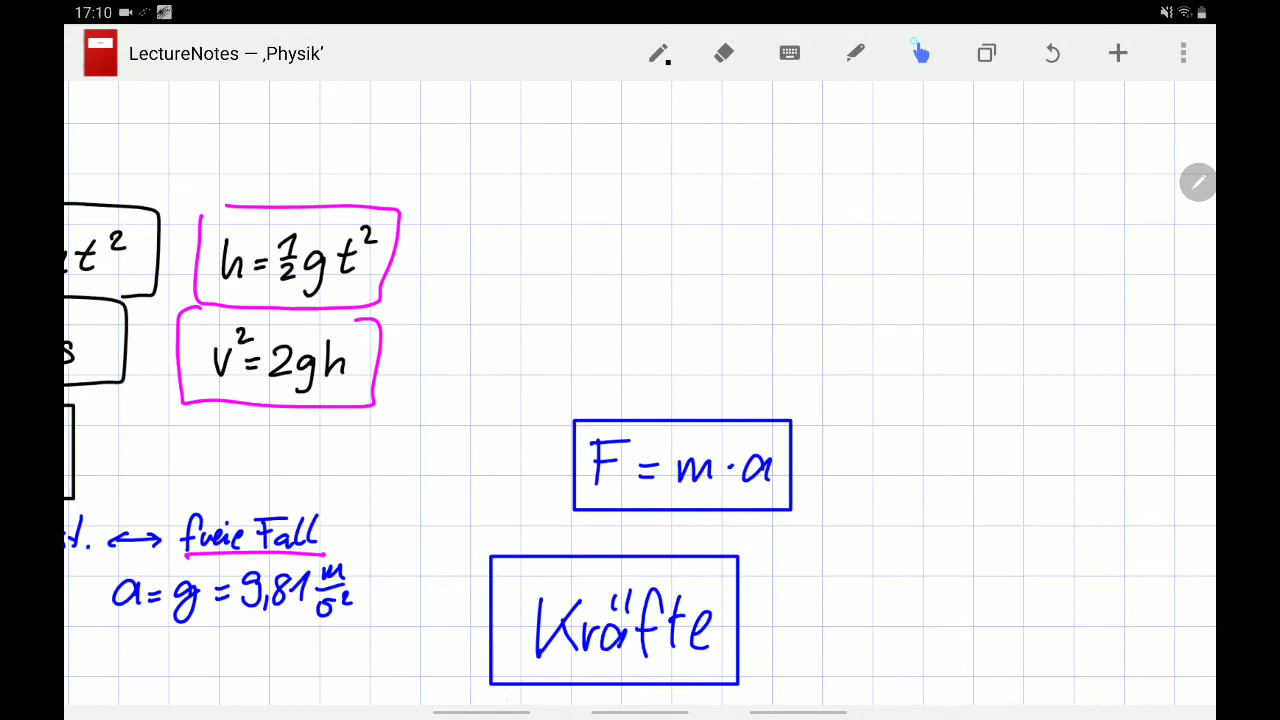 17:10
LectureNotes — ‚Physik‘
t²
h = ½ g t²
s
v² = 2gh
F = m · a
t. ↔ freie Fall
a = g = 9,81 m/s²
Kräfte